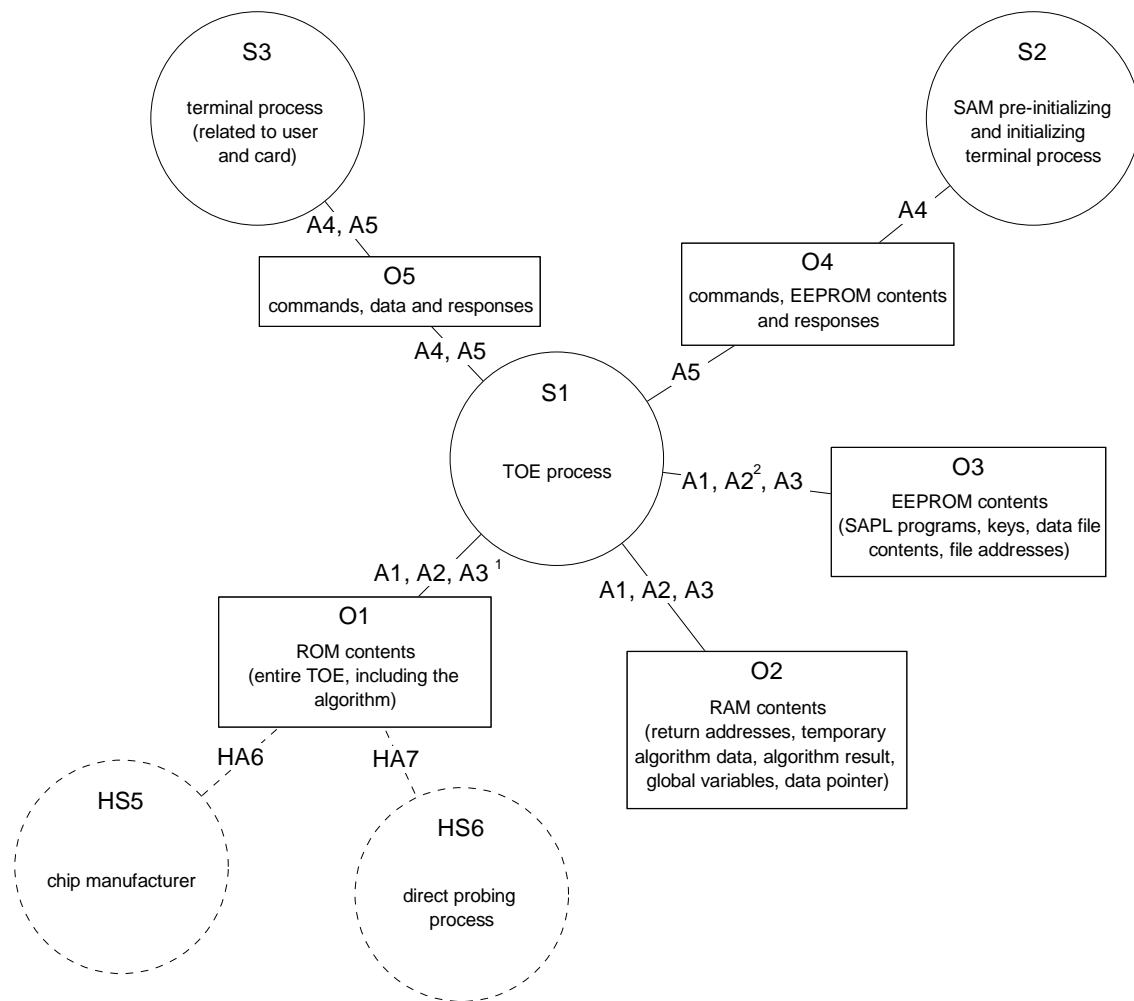 S3
terminal process
(related to user
and card)
S2
SAM pre-initializing
and initializing
terminal process
A4, A5
A4
O5
commands, data and responses
O4
commands, EEPROM contents
and responses
A4, A5
A5
S1
TOE process
A1, A2², A3
O3
EEPROM contents
(SAPL programs, keys, data file
contents, file addresses)
A1, A2, A3 ¹
A1, A2, A3
O1
ROM contents
(entire TOE, including the
algorithm)
O2
RAM contents
(return addresses, temporary
algorithm data, algorithm result,
global variables, data pointer)
HA6
HA7
HS5
chip manufacturer
HS6
direct probing
process